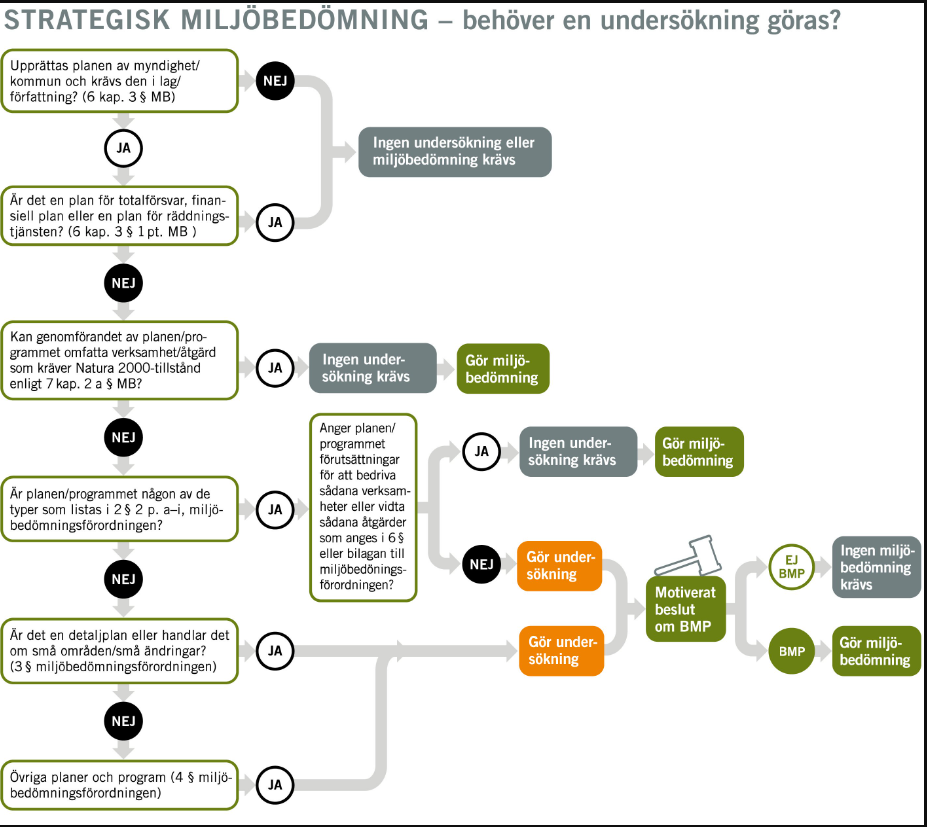 STRATEGISK MILJÖBEDÖMNING – behöver en undersökning göras?
Upprättas planen av myndighet/
kommun och krävs den i lag/
författning? (6 kap. 3 § MB)
NEJ
JA
Ingen undersökning eller
miljöbedömning krävs
Är det en plan för totalförsvar, finan-
siell plan eller en plan för räddnings-
tjänsten? (6 kap. 3 § 1 pt. MB )
JA
NEJ
Kan genomförandet av planen/pro-
grammet omfatta verksamhet/åtgärd
som kräver Natura 2000-tillstånd
enligt 7 kap. 2 a § MB?
JA
Ingen under-
sökning krävs
Gör miljö-
bedömning
NEJ
Är planen/programmet någon av de
typer som listas i 2 § 2 p. a–i, miljö-
bedömningsförordningen?
JA
Anger planen/
programmet
förutsättningar
för att bedriva
sådana verksam-
heter eller vidta
sådana åtgärder
som anges i 6 §
eller bilagan till
miljöbedönings-
förordningen?
JA
Ingen under-
sökning krävs
Gör miljö-
bedömning
NEJ
Gör under-
sökning
Motiverat
beslut
om BMP
EJ
BMP
Ingen miljö-
bedömning
krävs
BMP
Gör miljö-
bedömning
NEJ
Är det en detaljplan eller handlar det
om små områden/små ändringar?
(3 § miljöbedömningsförordningen)
JA
Gör under-
sökning
NEJ
Övriga planer och program (4 § miljö-
bedömningsförordningen)
JA